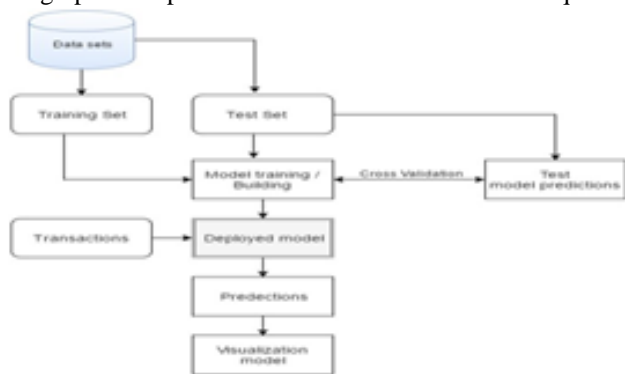 Data sets
Training Set
Test Set
Model training /
Building
Cross Validation
Test
model predictions
Transactions
Deployed model
Predections
Visualization
model